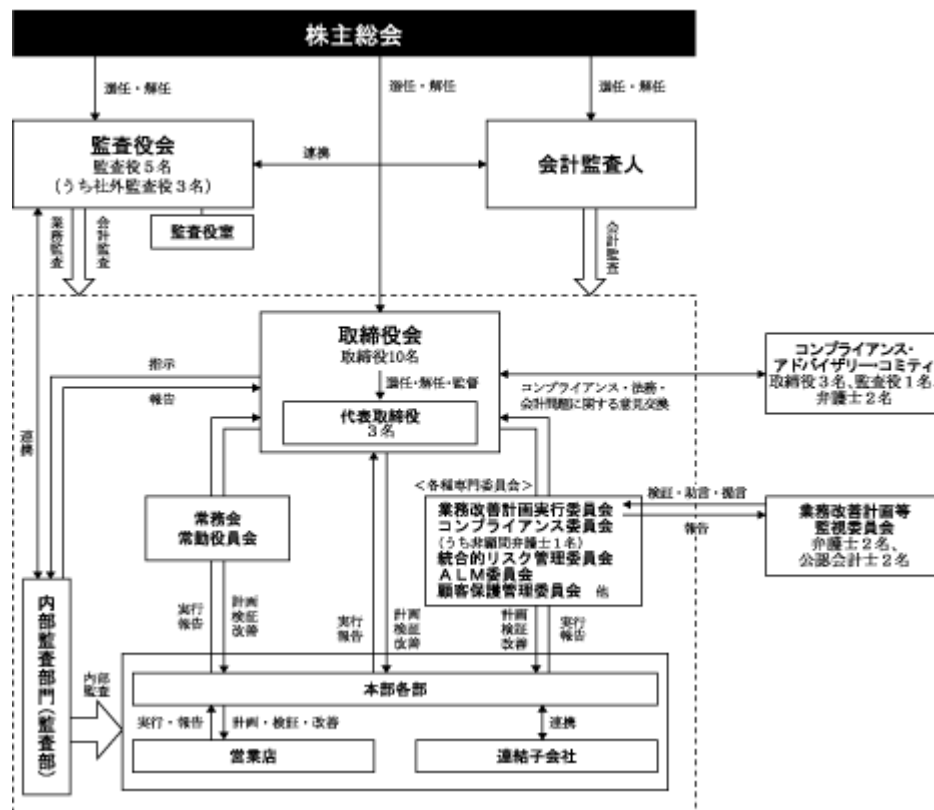 株主総会
選任・解任
選任・解任
選任・解任
監査役会
監査役5名
(うち社外監査役3名)
連携
会計監査人
監査役室
業務監査
会計監査
会計監査
取締役会
取締役10名
選任・解任・監督
代表取締役
3名
指示
報告
連携
コンプライアンス・法務・
会計問題に関する意見交換
コンプライアンス・
アドバイザリー・コミティ
取締役3名、監査役1名、
弁護士2名
常務会
常勤役員会
<各種専門委員会>
業務改善計画実行委員会
コンプライアンス委員会
(うち非顧問弁護士1名)
統合的リスク管理委員会
ALM委員会
顧客保護管理委員会 他
検証・助言・提言
報告
業務改善計画等
監視委員会
弁護士2名、
公認会計士2名
実行
報告
計画
検証
改善
実行
報告
計画
検証
改善
計画
検証
改善
実行
報告
内部監査部門(監査部)
内部
監査
本部各部
実行・報告
計画・検証・改善
連携
営業店
連結子会社